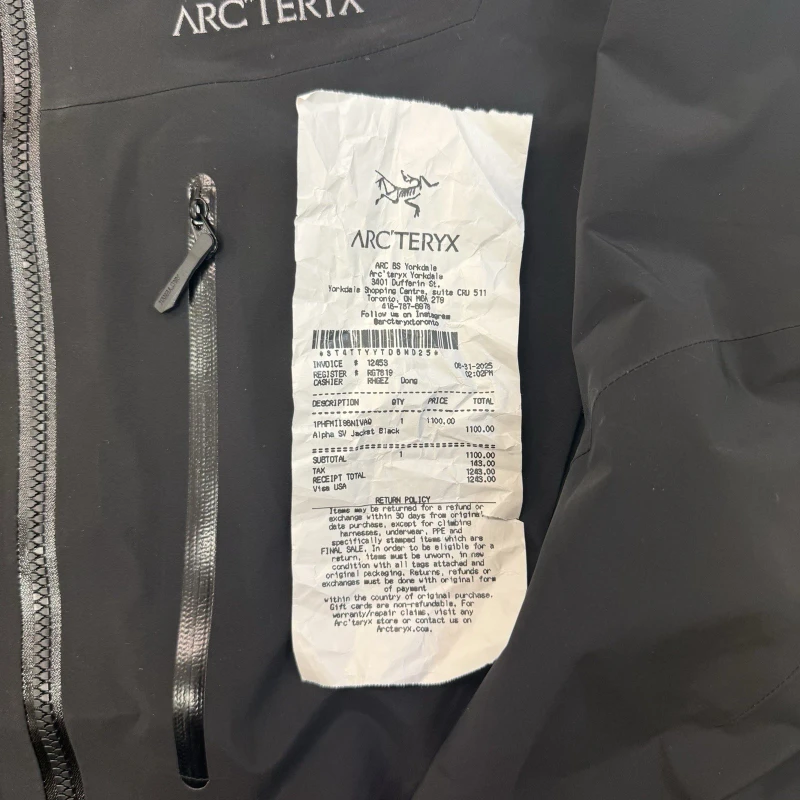 ARC'TERYX
ARC'TERYX
ARC BS Yorkdale
Arc'teryx Yorkdale
3401 Dufferin St.
Yorkdale Shopping Centre, suite CRU 511
Toronto, ON M6A 2T9
416-787-6976
Follow us on Instagram
@arcteryxtoronto
INVOICE # 12453 08-31-2025
REGISTER # RG7819 02:02PM
CASHIER RHGEZ Dong
DESCRIPTION QTY PRICE TOTAL
1 1100.00
Alpha SV Jacket Black 1100.00
SUBTOTAL 1 1100.00
TAX 143.00
RECEIPT TOTAL 1243.00
Visa USA 1243.00
RETURN POLICY
Items may be returned for a refund or
exchange within 30 days from original
date purchase, except for climbing
harnesses, underwear, PPE and
specifically stamped items which are
FINAL SALE. In order to be eligible for a
return, items must be unworn, in new
condition with all tags attached and
original packaging. Returns, refunds or
exchanges must be done with original form
of payment
within the country of original purchase.
Gift cards are non-refundable. For
warranty/repair claims, visit any
Arc'teryx store or contact us on
Arcteryx.com.